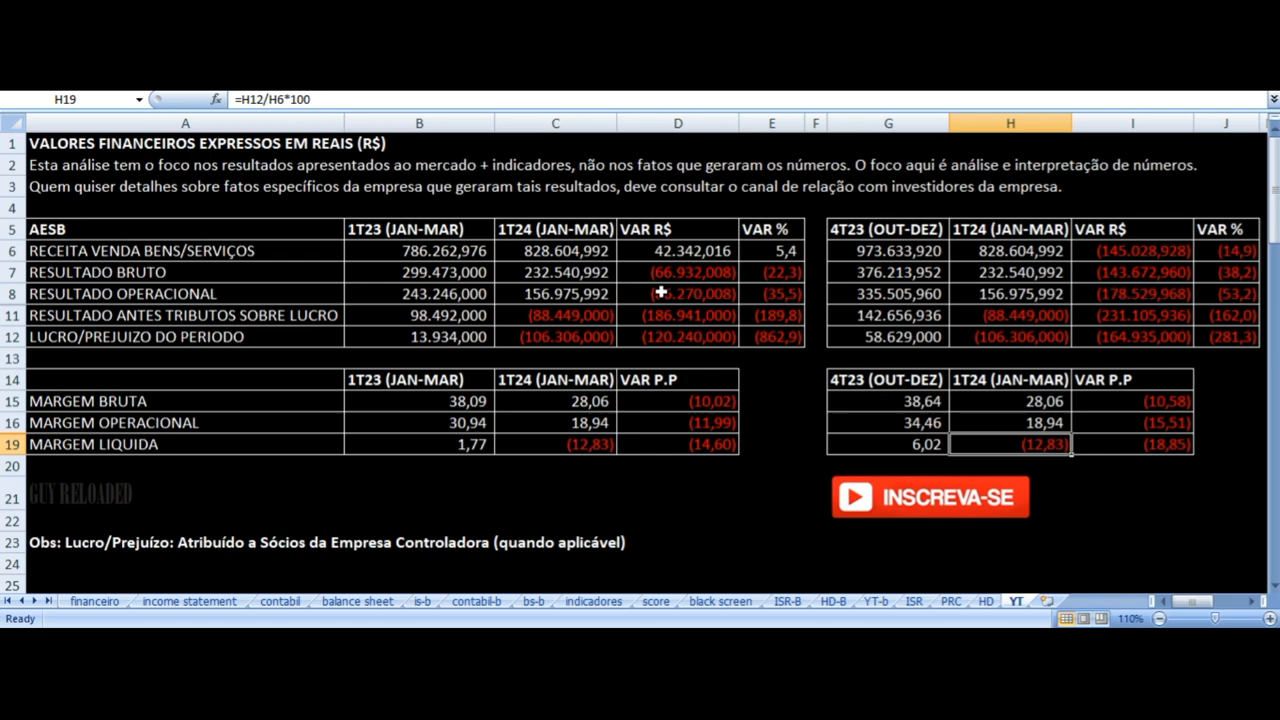 H19 fx =H12/H6*100
A B C D E F G H I J
1 VALORES FINANCEIROS EXPRESSOS EM REAIS (R$)
2 Esta análise tem o foco nos resultados apresentados ao mercado + indicadores, não nos fatos que geraram os números. O foco aqui é análise e interpretação de números.
3 Quem quiser detalhes sobre fatos específicos da empresa que geraram tais resultados, deve consultar o canal de relação com investidores da empresa.
4
5 AESB 1T23 (JAN-MAR) 1T24 (JAN-MAR) VAR R$ VAR % 4T23 (OUT-DEZ) 1T24 (JAN-MAR) VAR R$ VAR %
6 RECEITA VENDA BENS/SERVIÇOS 786.262,976 828.604,992 42.342,016 5,4 973.633,920 828.604,992 (145.028,928) (14,9)
7 RESULTADO BRUTO 299.473,000 232.540,992 (66.932,008) (22,3) 376.213,952 232.540,992 (143.672,960) (38,2)
8 RESULTADO OPERACIONAL 243.246,000 156.975,992 .270,008) (35,5) 335.505,960 156.975,992 (178.529,968) (53,2)
11 RESULTADO ANTES TRIBUTOS SOBRE LUCRO 98.492,000 (88.449,000) (186.941,000) (189,8) 142.656,936 (88.449,000) (231.105,936) (162,0)
12 LUCRO/PREJUIZO DO PERIODO 13.934,000 (106.306,000) (120.240,000) (862,9) 58.629,000 (106.306,000) (164.935,000) (281,3)
13
14 1T23 (JAN-MAR) 1T24 (JAN-MAR) VAR P.P 4T23 (OUT-DEZ) 1T24 (JAN-MAR) VAR P.P
15 MARGEM BRUTA 38,09 28,06 (10,02) 38,64 28,06 (10,58)
16 MARGEM OPERACIONAL 30,94 18,94 (11,99) 34,46 18,94 (15,51)
19 MARGEM LIQUIDA 1,77 (12,83) (14,60) 6,02 (12,83) (18,85)
20
21 GUY RELOADED INSCREVA-SE
22
23 Obs: Lucro/Prejuízo: Atribuído a Sócios da Empresa Controladora (quando aplicável)
24
25
financeiro income statement contabil balance sheet is-b contabil-b bs-b indicadores score black screen ISR-B HD-B YT-b ISR PRC HD YT
Ready 110%